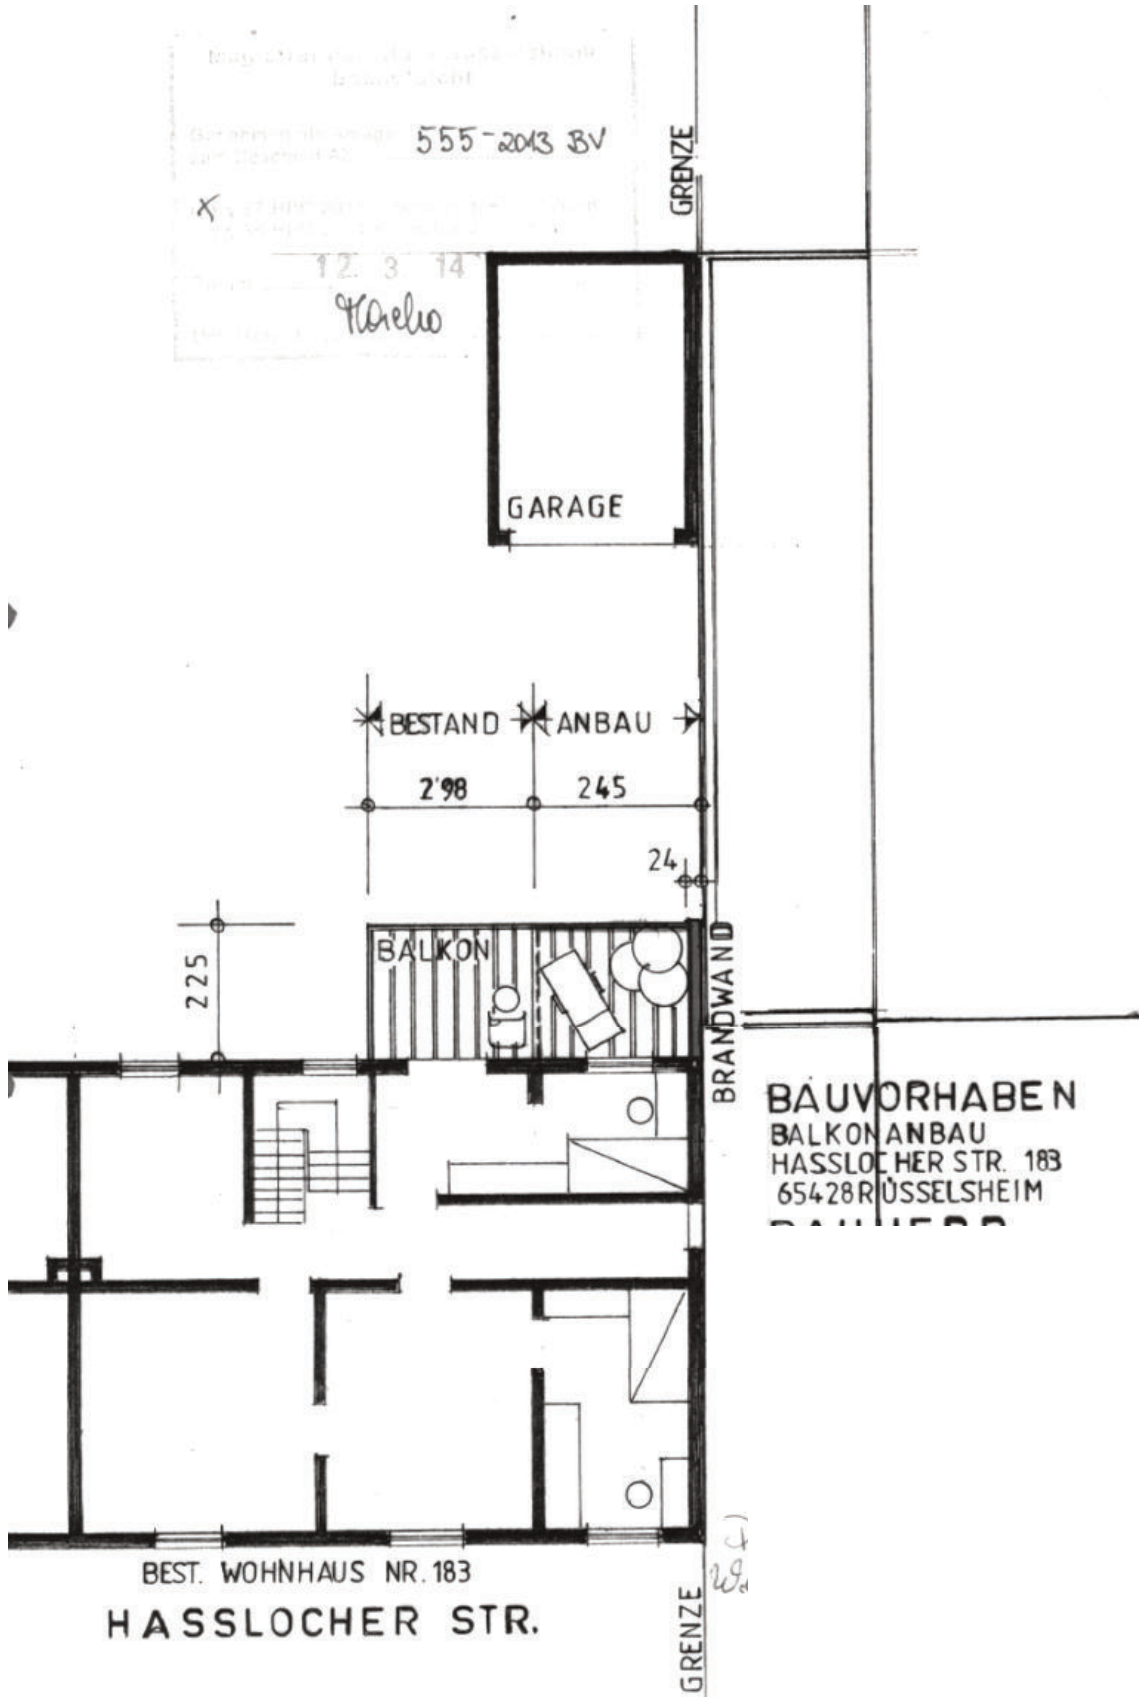 555-2013 BV
X
12. 3 14
GRENZE
GARAGE
BESTAND
ANBAU
2'98
245
24
225
BALKON
BRANDWAND
BAUVORHABEN
BALKONANBAU
HASSLOCHER STR. 183
65428 RÜSSELSHEIM
BEST. WOHNHAUS NR. 183
HASSLOCHER STR.
GRENZE